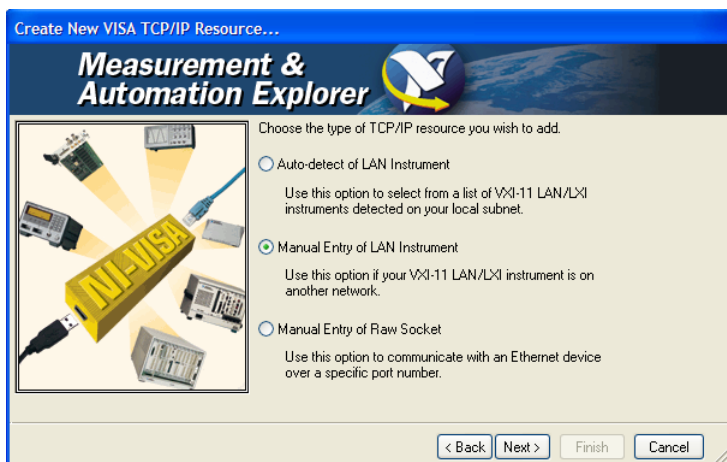 Create New VISA TCP/IP Resource...
Measurement &
Automation Explorer
Choose the type of TCP/IP resource you wish to add.
Auto-detect of LAN Instrument
Use this option to select from a list of VXI-11 LAN/LXI
instruments detected on your local subnet.
Manual Entry of LAN Instrument
Use this option if your VXI-11 LAN/LXI instrument is on
another network.
Manual Entry of Raw Socket
Use this option to communicate with an Ethernet device
over a specific port number.
NI-VISA
< Back
Next >
Finish
Cancel